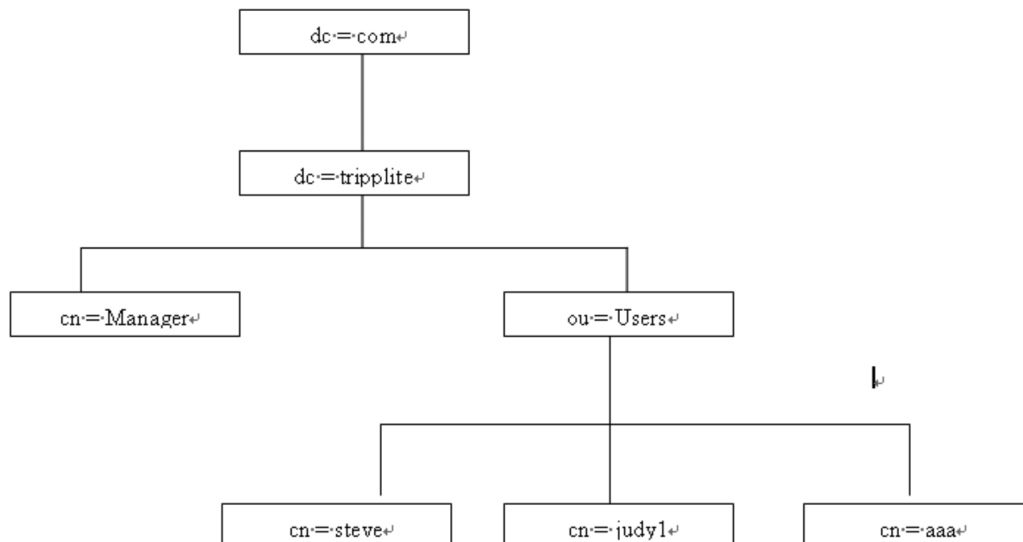 dc = com
dc = tripplite
cn = Manager
ou = Users
cn = steve
cn = judy1
cn = aaa